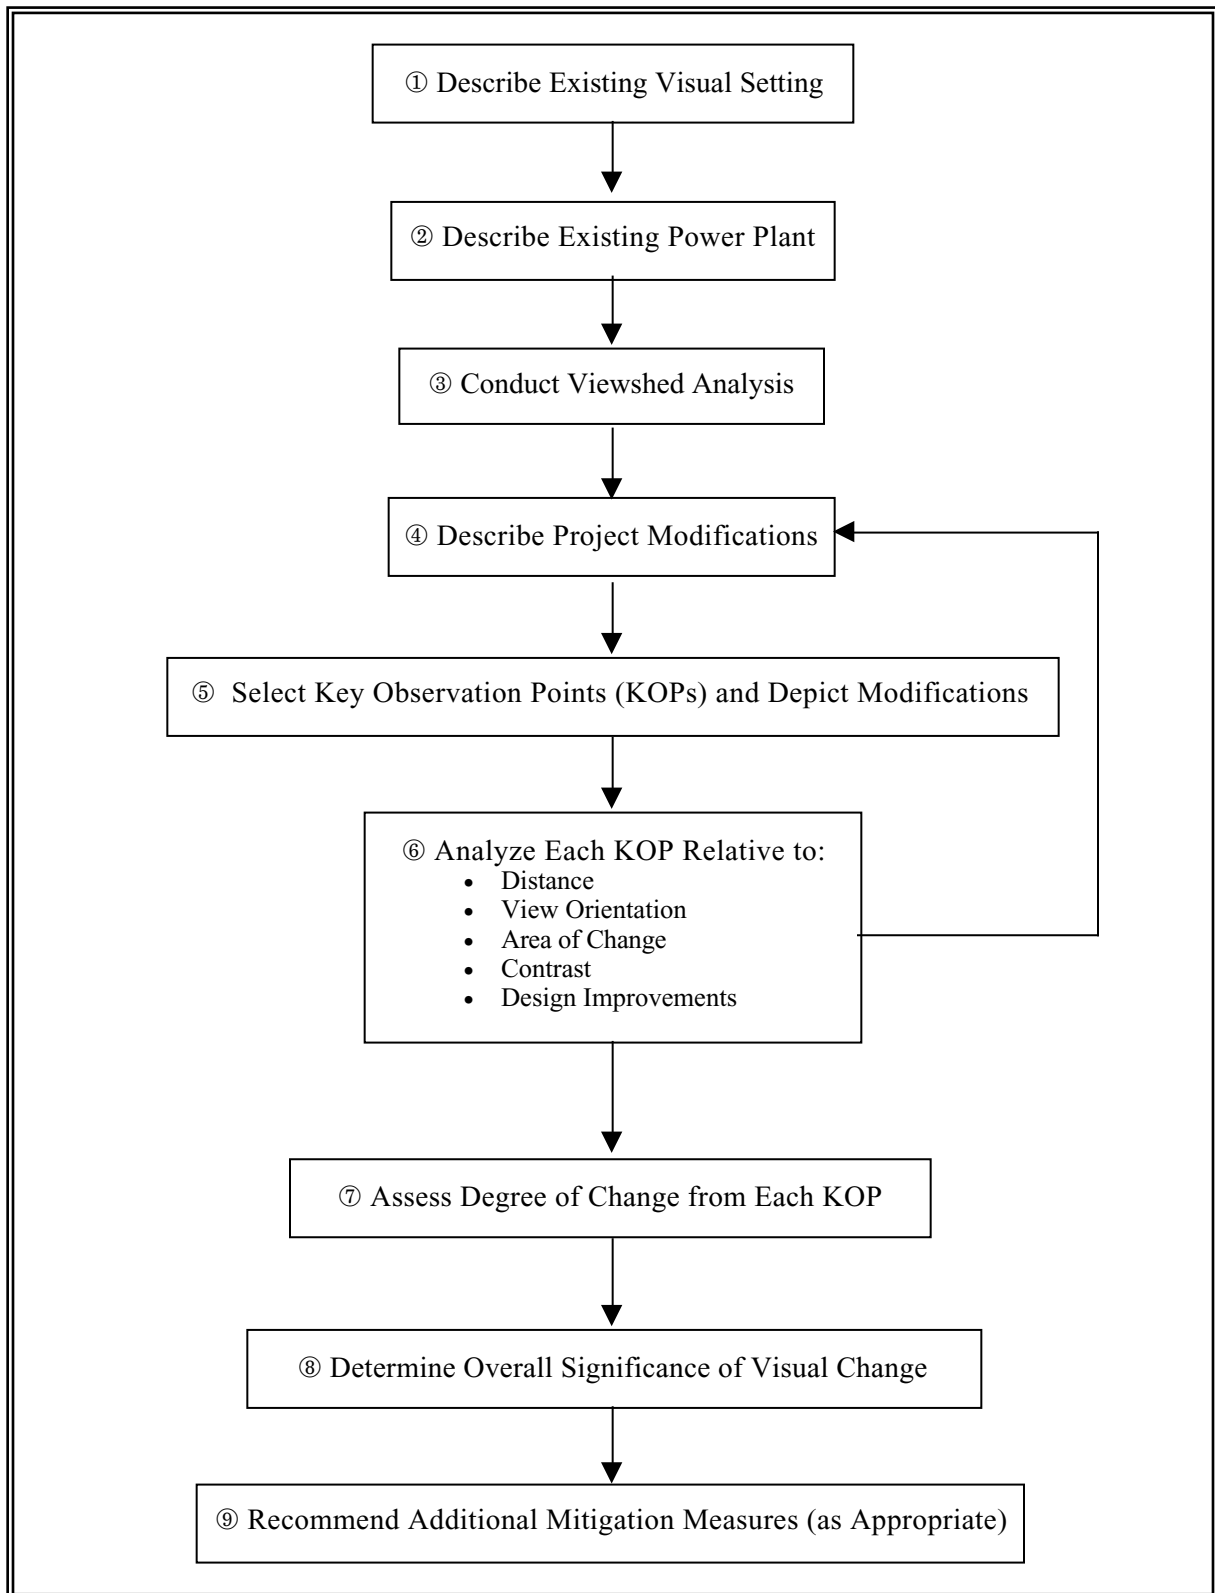 ① Describe Existing Visual Setting
② Describe Existing Power Plant
③ Conduct Viewshed Analysis
④ Describe Project Modifications
⑤ Select Key Observation Points (KOPs) and Depict Modifications
⑥ Analyze Each KOP Relative to:
• Distance
• View Orientation
• Area of Change
• Contrast
• Design Improvements
⑦ Assess Degree of Change from Each KOP
⑧ Determine Overall Significance of Visual Change
⑨ Recommend Additional Mitigation Measures (as Appropriate)